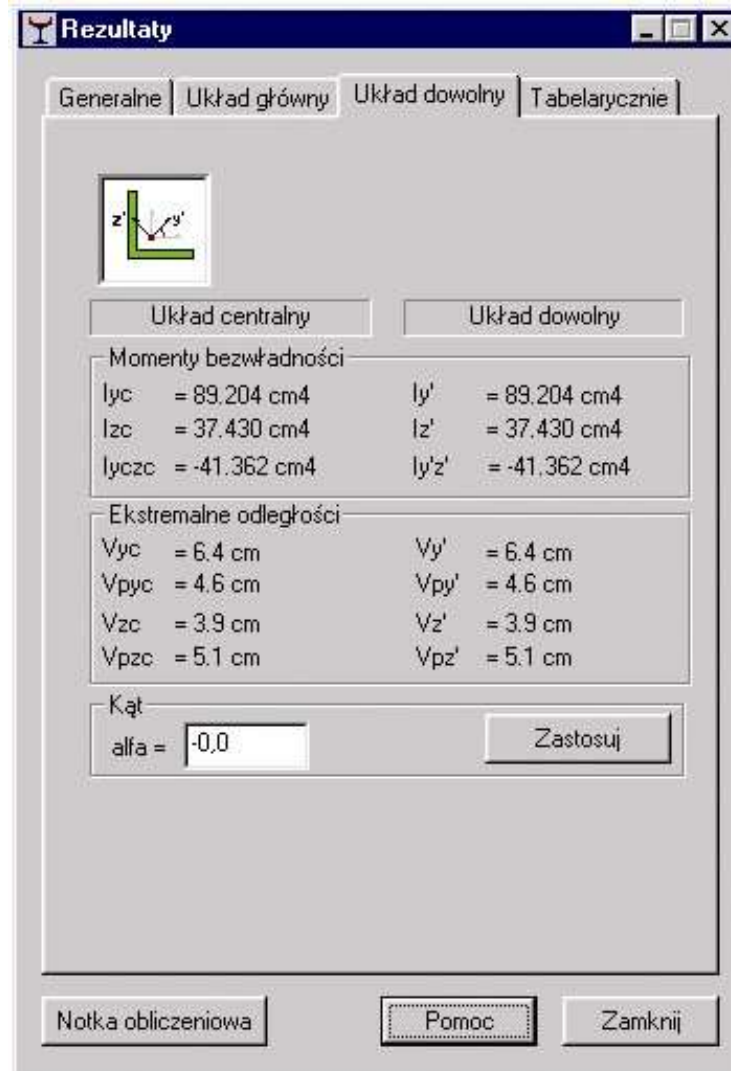 Rezultaty
Generalne Układ główny Układ dowolny Tabelarycznie
z' y'
Układ centralny Układ dowolny
Momenty bezwładności
Iyc = 89.204 cm4 Iy' = 89.204 cm4
Izc = 37.430 cm4 Iz' = 37.430 cm4
Iyczc = -41.362 cm4 Iy'z' = -41.362 cm4
Ekstremalne odległości
Vyc = 6.4 cm Vy' = 6.4 cm
Vpyc = 4.6 cm Vpy' = 4.6 cm
Vzc = 3.9 cm Vz' = 3.9 cm
Vpzc = 5.1 cm Vpz' = 5.1 cm
Kąt
alfa = -0,0 Zastosuj
Notka obliczeniowa Pomoc Zamknij